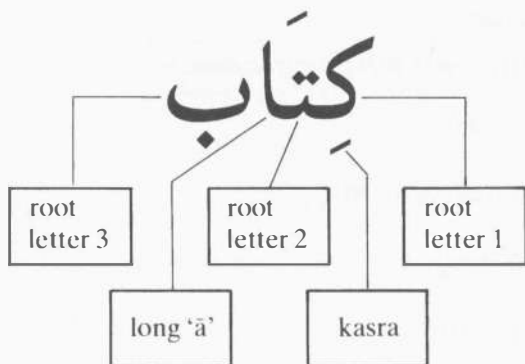 كِتَاب
root letter 3
root letter 2
root letter 1
long ‘ā’
kasra